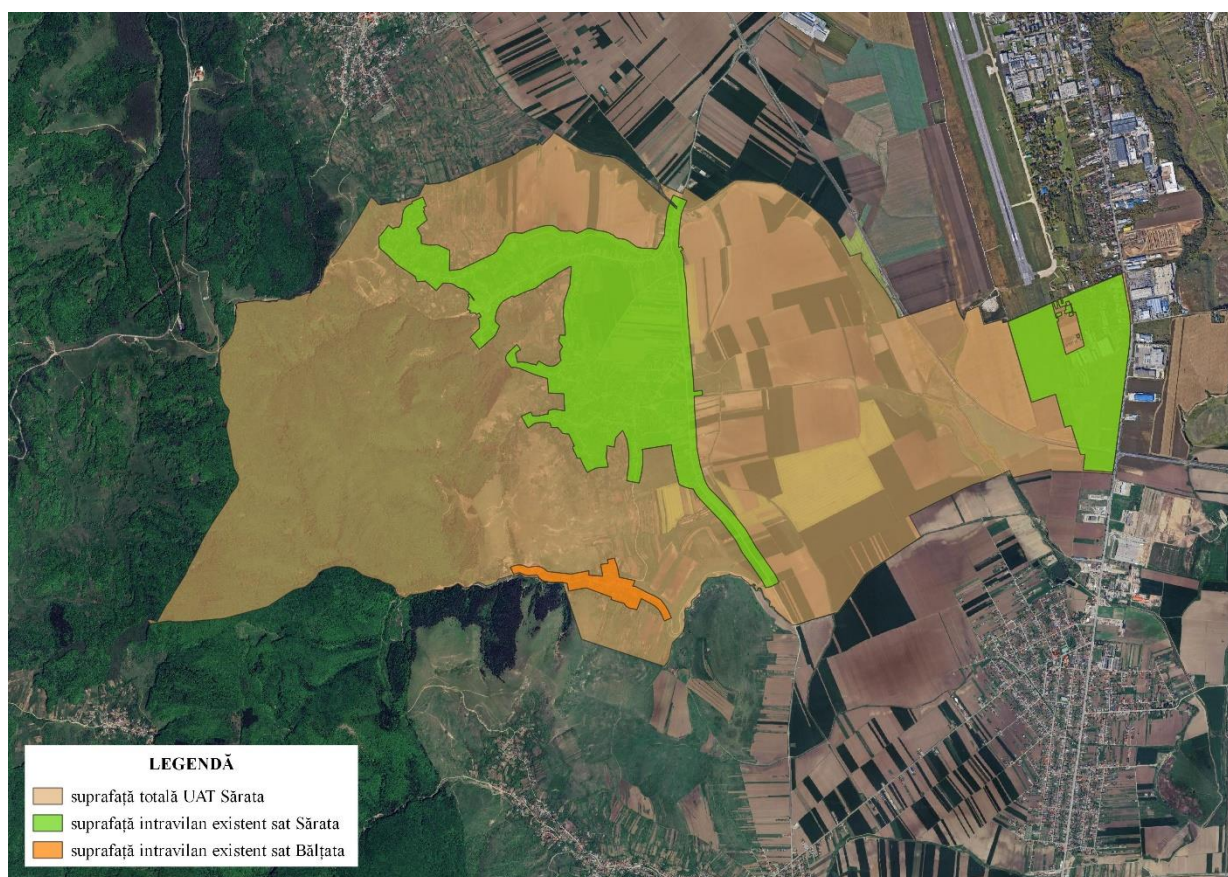 LEGENDĂ
suprafață totală UAT Sărata
suprafață intravilan existent sat Sărata
suprafață intravilan existent sat Bălțata